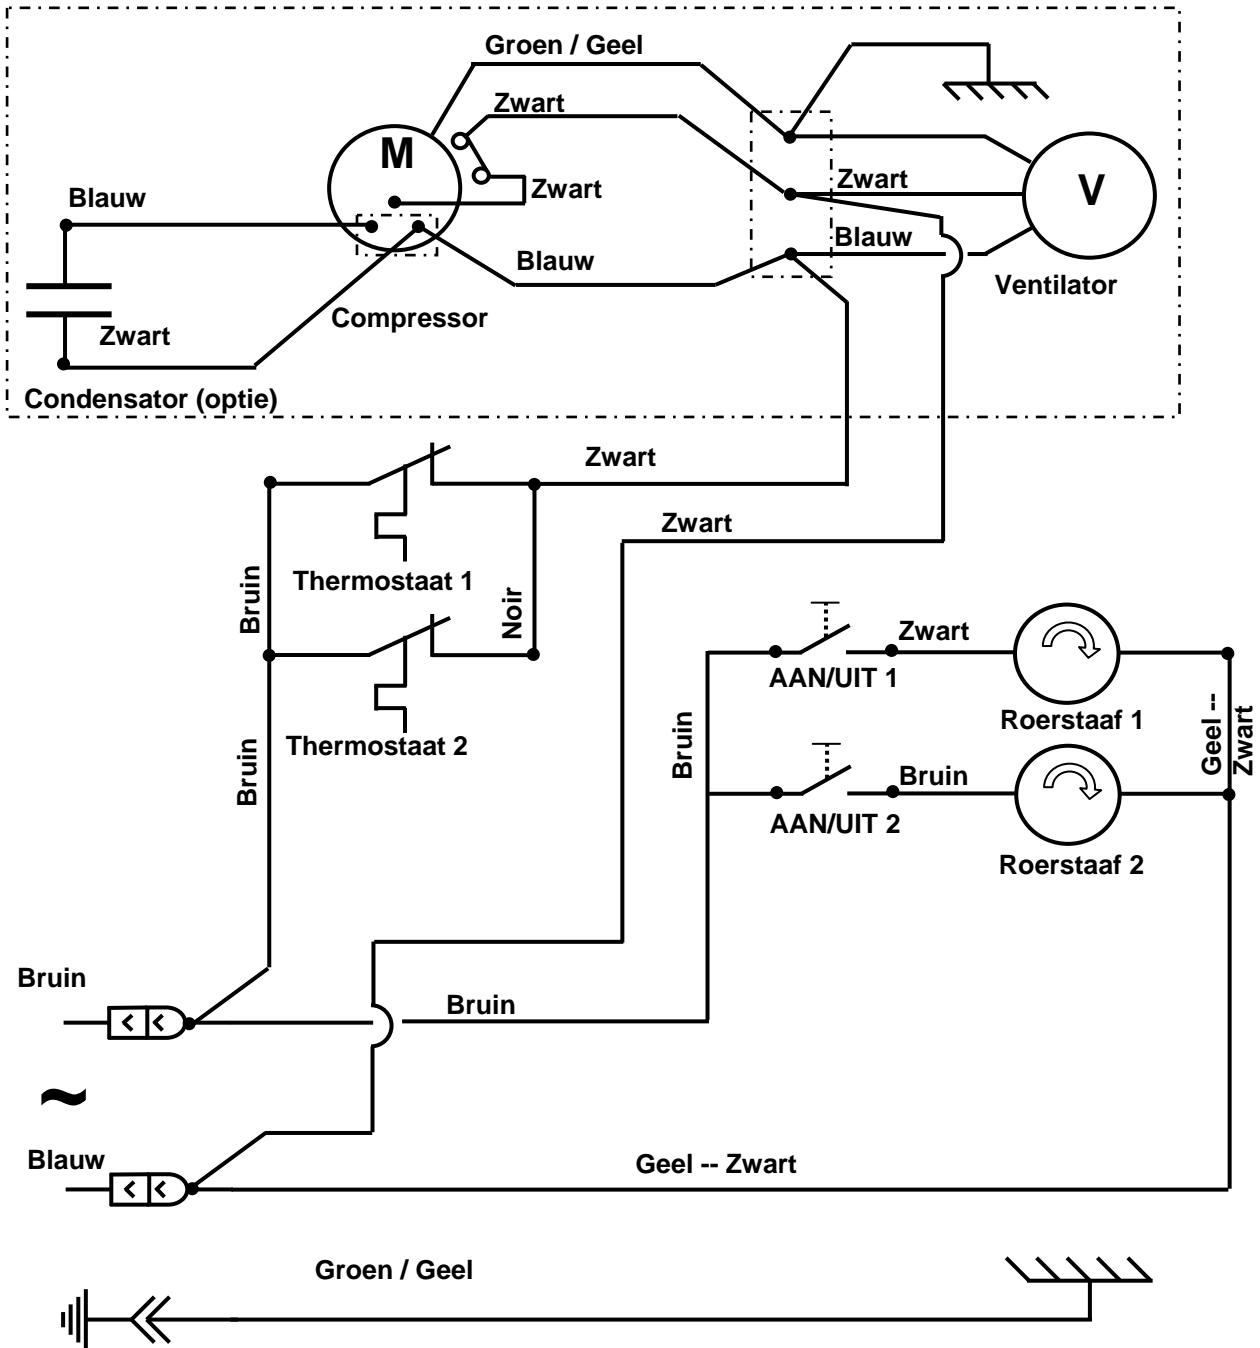 Groen / Geel
Zwart
M
Zwart
Zwart
V
Blauw
Blauw
Blauw
Ventilator
Compressor
Zwart
Condensator (optie)
Zwart
Zwart
Thermostaat 1
Bruin
Noir
Zwart
AAN/UIT 1
Roerstaaf 1
Geel --
Zwart
Bruin
Thermostaat 2
Bruin
Bruin
AAN/UIT 2
Roerstaaf 2
Bruin
Bruin
~
Blauw
Geel -- Zwart
Groen / Geel